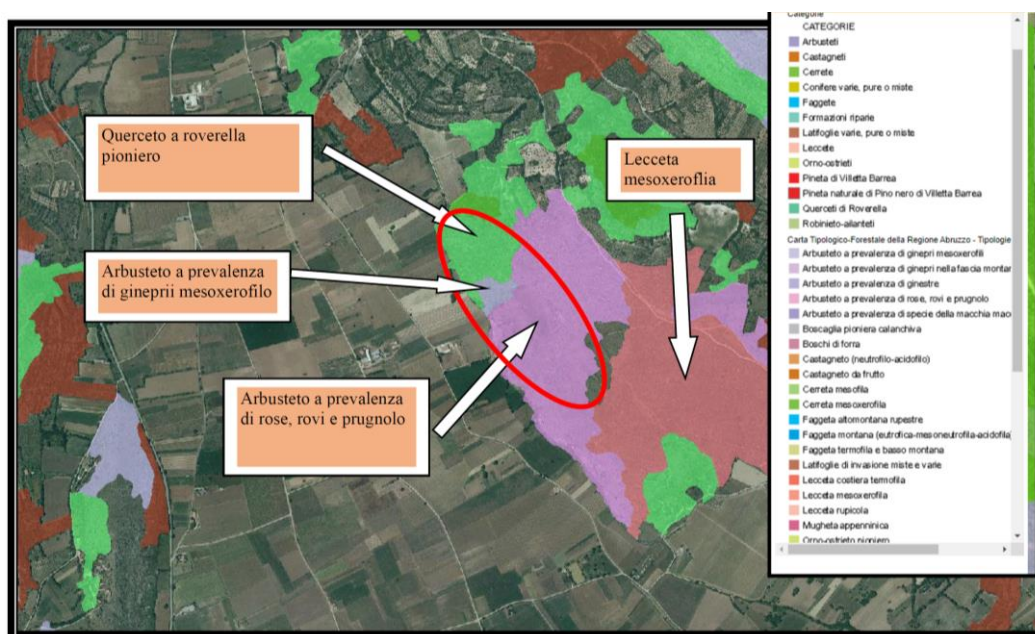 Querceto a roverella
pioniero
Lecceta
mesoxeroflia
Arbusteto a prevalenza
di gineprii mesoxerofilo
Arbusteto a prevalenza
di rose, rovi e prugnolo
Categorie
CATEGORIE
Arbusteti
Castagneti
Cerrete
Conifere varie, pure o miste
Faggete
Formazioni riparie
Latifoglie varie, pure o miste
Leccete
Orno-ostrieti
Pineta di Villetta Barrea
Pineta naturale di Pino nero di Villetta Barrea
Querceti di Roverella
Robinieto-ailanteti
Carta Tipologico-Forestale della Regione Abruzzo - Tipologie
Arbusteto a prevalenza di ginepri mesoxerofili
Arbusteto a prevalenza di ginepri nella fascia montar
Arbusteto a prevalenza di ginestre
Arbusteto a prevalenza di rose, rovi e prugnolo
Arbusteto a prevalenza di specie della macchia mac
Boscaglia pioniera calanchiva
Boschi di forra
Castagneto (neutrofilo-acidofilo)
Castagneto da frutto
Cerreta mesofila
Cerreta mesoxerofila
Faggeta altomontana rupestre
Faggeta montana (eutrofica-mesoneutrofila-acidofila)
Faggeta termofila e basso montana
Latifoglie di invasione miste e varie
Lecceta costiera termofila
Lecceta mesoxerofila
Lecceta rupicola
Mugheta appenninica
Orno-ostrieto pioniero